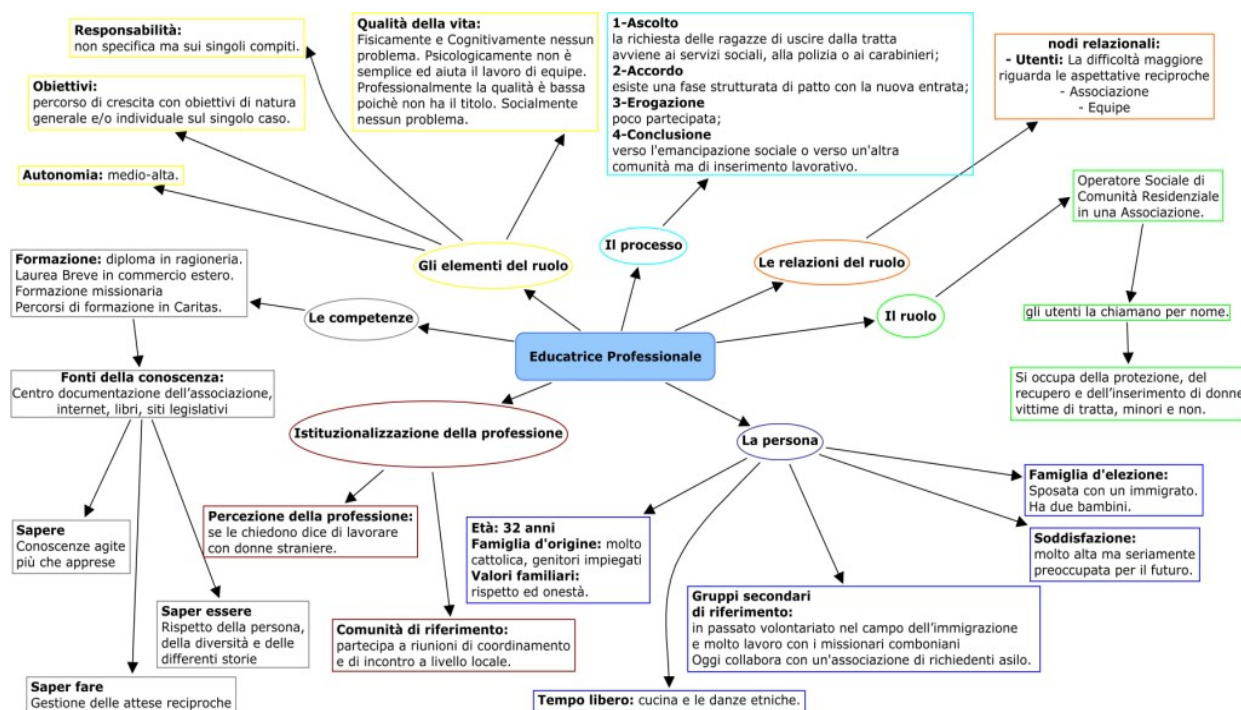 Responsabilità:
non specifica ma sui singoli compiti.
Obiettivi:
percorso di crescita con obiettivi di natura
generale e/o individuale sul singolo caso.
Autonomia: medio-alta.
Qualità della vita:
Fisicamente e Cognitivamente nessun
problema. Psicologicamente non è
semplice ed aiuta il lavoro di equipe.
Professionalmente la qualità è bassa
poichè non ha il titolo. Socialmente
nessun problema.
1-Ascolto
la richiesta delle ragazze di uscire dalla tratta
avviene ai servizi sociali, alla polizia o ai carabinieri;
2-Accordo
esiste una fase strutturata di patto con la nuova entrata;
3-Erogazione
poco partecipata;
4-Conclusione
verso l'emancipazione sociale o verso un'altra
comunità ma di inserimento lavorativo.
nodi relazionali:
- Utenti: La difficoltà maggiore
riguarda le aspettative reciproche
- Associazione
- Equipe
Operatore Sociale di
Comunità Residenziale
in una Associazione.
Gli elementi del ruolo
Il processo
Le relazioni del ruolo
Il ruolo
gli utenti la chiamano per nome.
Si occupa della protezione, del
recupero e dell'inserimento di donne
vittime di tratta, minori e non.
Formazione: diploma in ragioneria.
Laurea Breve in commercio estero.
Formazione missionaria
Percorsi di formazione in Caritas.
Le competenze
Educatrice Professionale
Fonti della conoscenza:
Centro documentazione dell'associazione,
internet, libri, siti legislativi
Istituzionalizzazione della professione
La persona
Sapere
Conoscenze agite
più che apprese
Saper essere
Rispetto della persona,
della diversità e delle
differenti storie
Saper fare
Gestione delle attese reciproche
Percezione della professione:
se le chiedono dice di lavorare
con donne straniere.
Comunità di riferimento:
partecipa a riunioni di coordinamento
e di incontro a livello locale.
Età: 32 anni
Famiglia d'origine: molto
cattolica, genitori impiegati
Valori familiari:
rispetto ed onestà.
Tempo libero: cucina e le danze etniche.
Gruppi secondari
di riferimento:
in passato volontariato nel campo dell'immigrazione
e molto lavoro con i missionari comboniani
Oggi collabora con un'associazione di richiedenti asilo.
Famiglia d'elezione:
Sposata con un immigrato.
Ha due bambini.
Soddisfazione:
molto alta ma seriamente
preoccupata per il futuro.